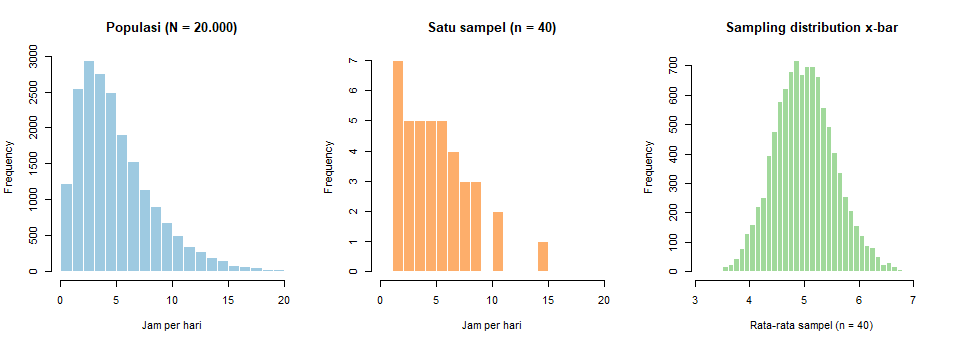 Populasi (N = 20.000)
Frequency
0 500 1000 1500 2000 2500 3000
0 5 10 15 20
Jam per hari
Satu sampel (n = 40)
Frequency
0 1 2 3 4 5 6 7
0 5 10 15 20
Jam per hari
Sampling distribution x-bar
Frequency
0 100 200 300 400 500 600 700
3 4 5 6 7
Rata-rata sampel (n = 40)